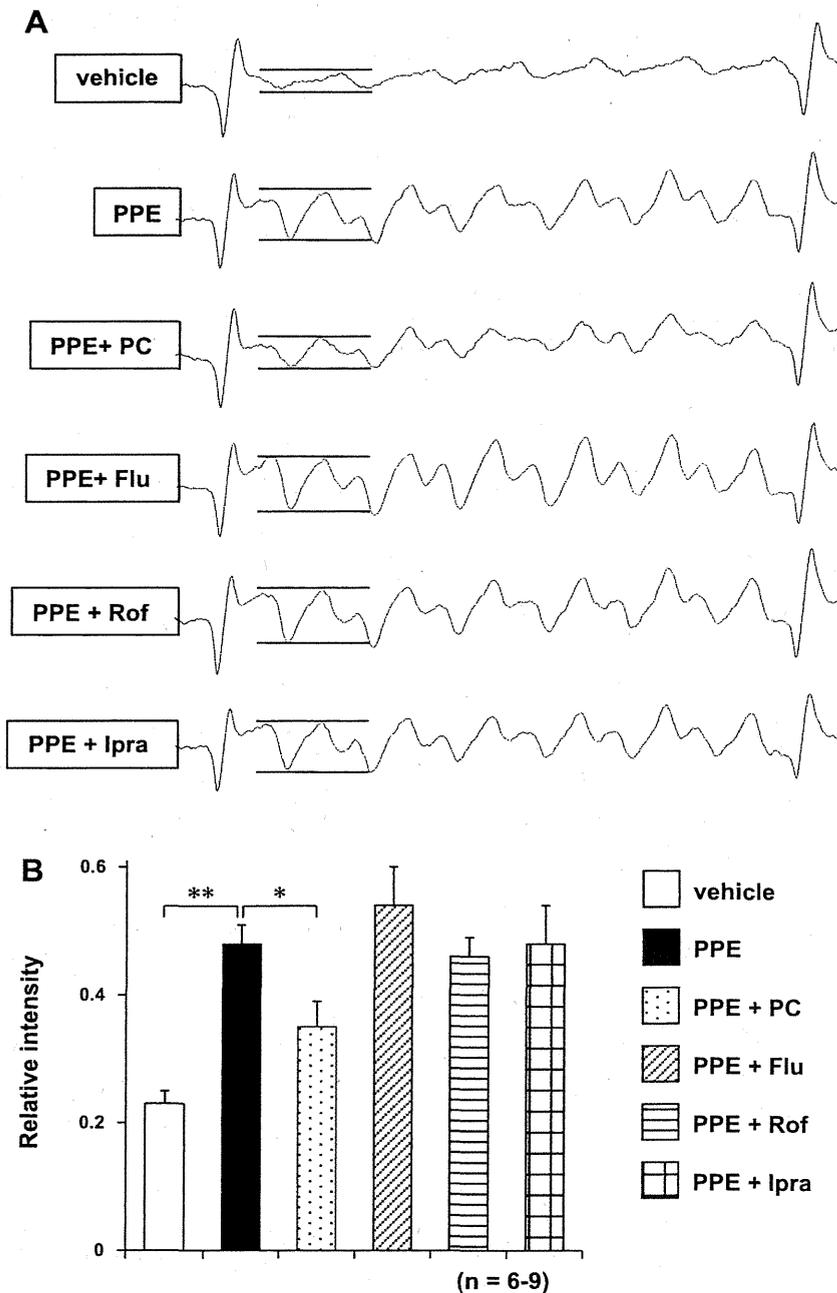 A
vehicle
PPE
PPE+ PC
PPE+ Flu
PPE + Rof
PPE + Ipra
B
0.6
** *
0.4
Relative intensity
0.2
0
(n = 6-9)
vehicle
PPE
PPE + PC
PPE + Flu
PPE + Rof
PPE + Ipra